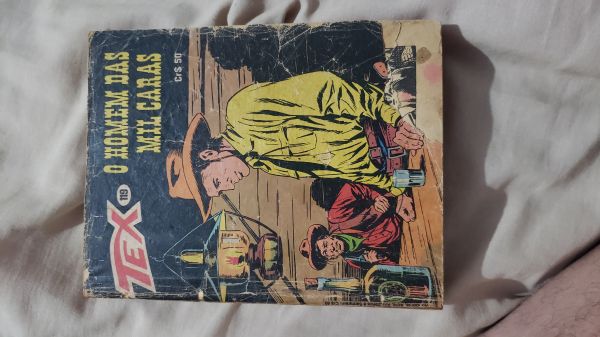 TEX
119
O HOMEM DAS
MIL CARAS
Cr$ 50